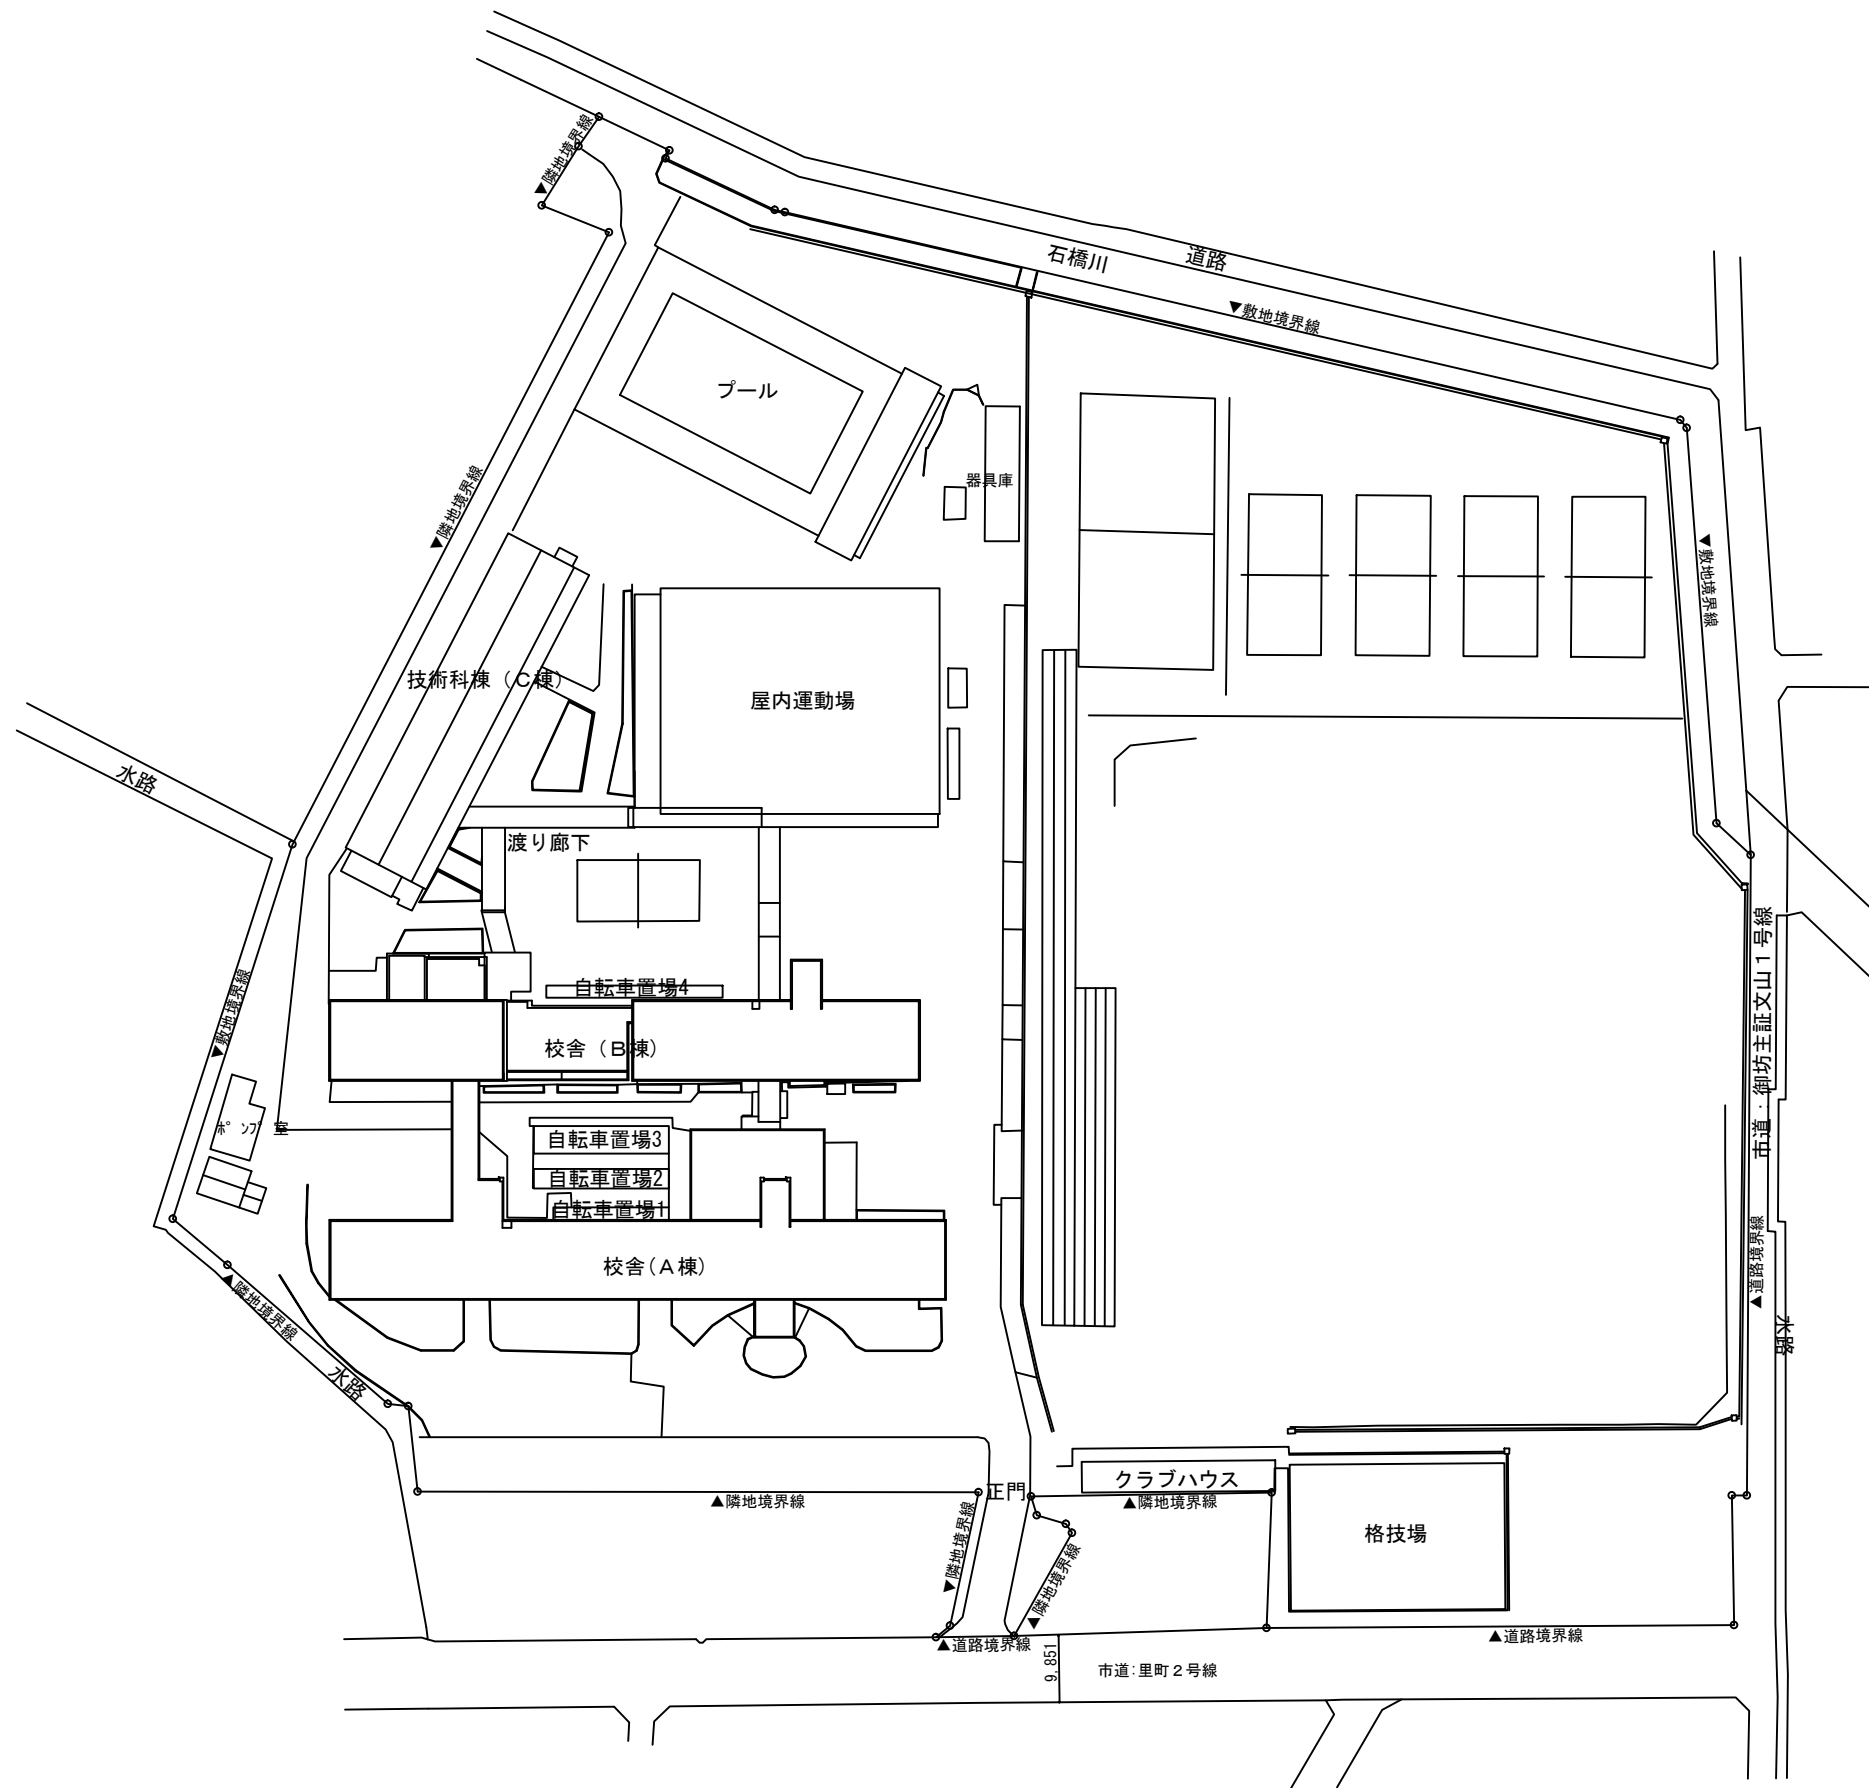 ▲隣地境界線
石橋川
道路
▼敷地境界線
プール
器具庫
▲隣地境界線
▲敷地境界線
技術科棟（C棟）
屋内運動場
水路
渡り廊下
自転車置場4
市道：御坊主証文山１号線
▲敷地境界線
校舎（B棟）
ﾎﾟﾝﾌﾟ室
自転車置場3
自転車置場2
自転車置場1
校舎(A棟)
▲道路境界線
▲隣地境界線
水路
水路
クラブハウス
正門
▲隣地境界線
▲隣地境界線
格技場
▲隣地境界線
▲隣地境界線
▲道路境界線
▲道路境界線
9,851
市道:里町２号線